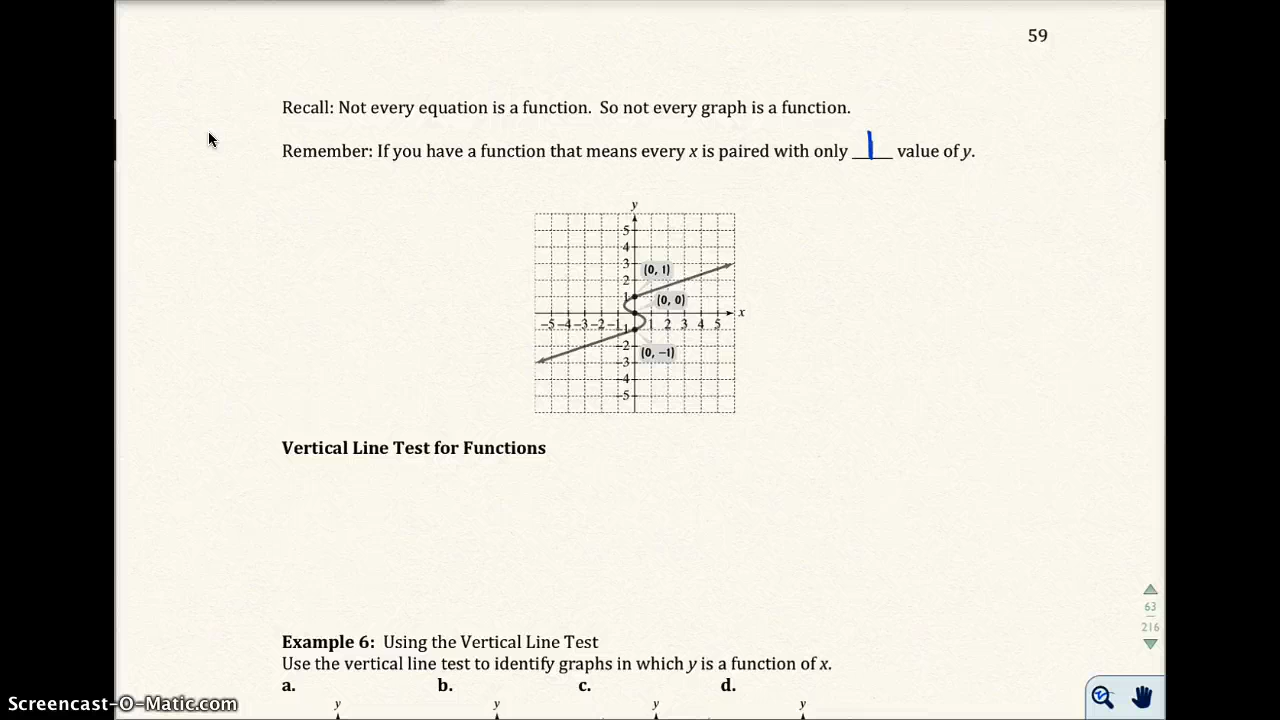 59
Recall: Not every equation is a function. So not every graph is a function.
Remember: If you have a function that means every x is paired with only __1__ value of y.
y
5
4
3
(0, 1)
2
1
(0, 0)
x
-5 -4 -3 -2 -1 1 2 3 4 5
-1
-2
(0, -1)
-3
-4
-5
Vertical Line Test for Functions
63
216
Example 6: Using the Vertical Line Test
Use the vertical line test to identify graphs in which y is a function of x.
a. b. c. d.
y y y y
Screencast-O-Matic.com